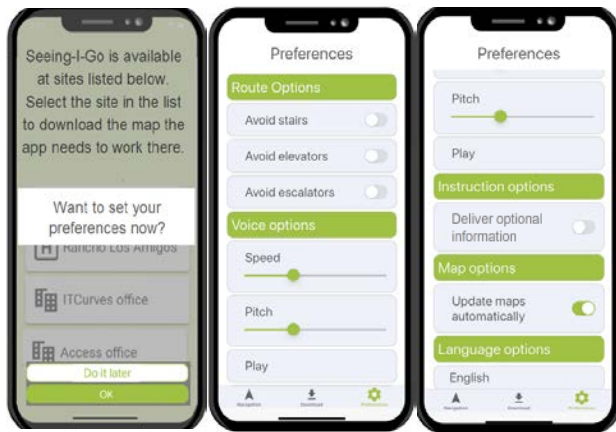 Seeing-I-Go is available
at sites listed below.
Select the site in the list
to download the map the
app needs to work there.
Want to set your
preferences now?
Rancho Los Amigos
ITCurves office
Access office
Do it later
OK
Preferences
Route Options
Avoid stairs
Avoid elevators
Avoid escalators
Voice options
Speed
Pitch
Play
Navigation
Download
Preferences
Preferences
Pitch
Play
Instruction options
Deliver optional
information
Map options
Update maps
automatically
Language options
English
Navigation
Download
Preferences